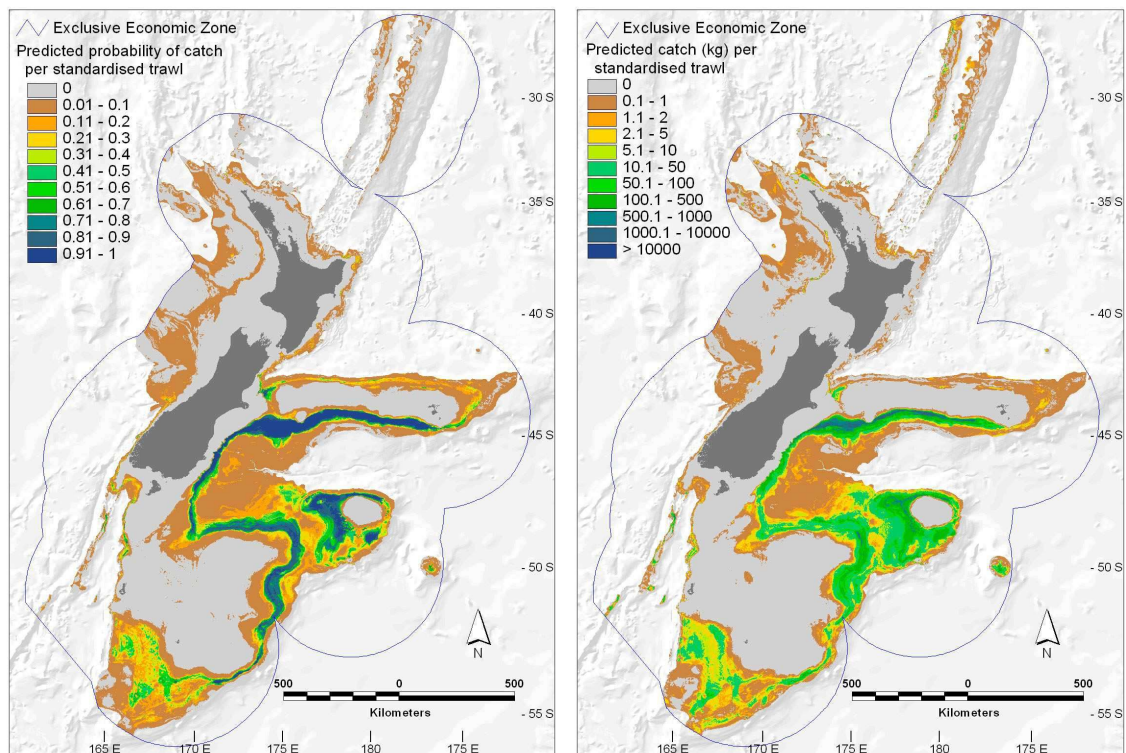 Exclusive Economic Zone
Predicted probability of catch
per standardised trawl
0
0.01 - 0.1
0.11 - 0.2
0.21 - 0.3
0.31 - 0.4
0.41 - 0.5
0.51 - 0.6
0.61 - 0.7
0.71 - 0.8
0.81 - 0.9
0.91 - 1
- 30 S
- 35 S
- 40 S
- 45 S
- 50 S
- 55 S
N
500 0 500
Kilometers
165 E 170 E 175 E 180 175 E
Exclusive Economic Zone
Predicted catch (kg) per
standardised trawl
0
0.1 - 1
1.1 - 2
2.1 - 5
5.1 - 10
10.1 - 50
50.1 - 100
100.1 - 500
500.1 - 1000
1000.1 - 10000
> 10000
- 30 S
- 35 S
- 40 S
- 45 S
- 50 S
- 55 S
N
500 0 500
Kilometers
165 E 170 E 175 E 180 175 E